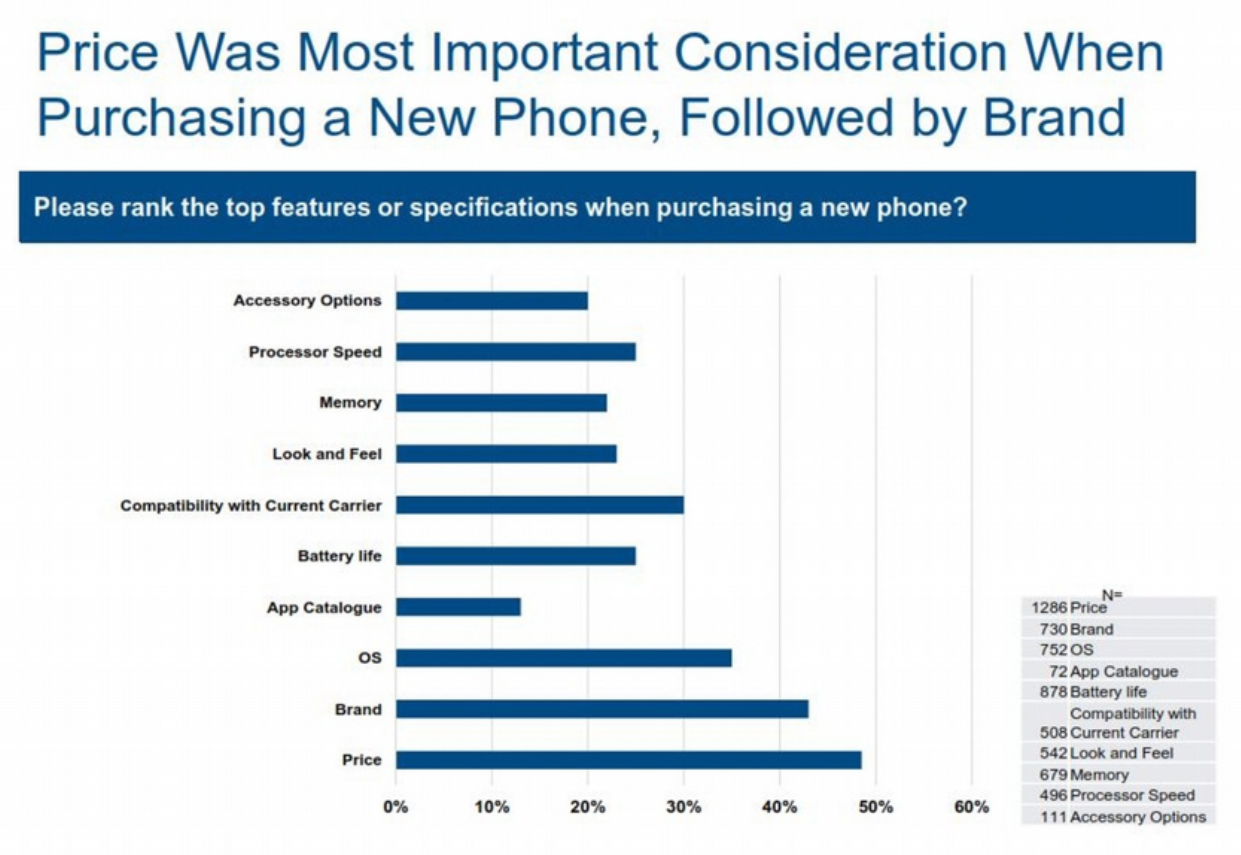 Price Was Most Important Consideration When
Purchasing a New Phone, Followed by Brand
Please rank the top features or specifications when purchasing a new phone?
Accessory Options
Processor Speed
Memory
Look and Feel
Compatibility with Current Carrier
Battery life
App Catalogue
OS
Brand
Price
0% 10% 20% 30% 40% 50% 60%
N=
1286 Price
730 Brand
752 OS
72 App Catalogue
878 Battery life
Compatibility with
508 Current Carrier
542 Look and Feel
679 Memory
496 Processor Speed
111 Accessory Options